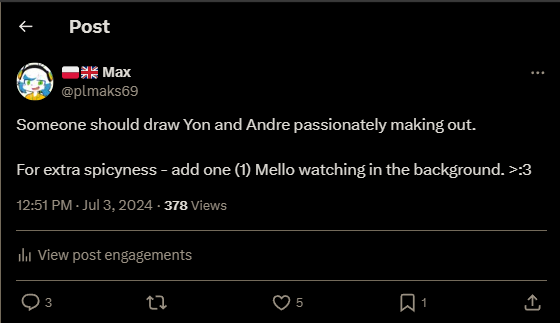 Post
Max
@plmaks69
Someone should draw Yon and Andre passionately making out.
For extra spicyness - add one (1) Mello watching in the background. >:3
12:51 PM · Jul 3, 2024 · 378 Views
View post engagements
3 5 1